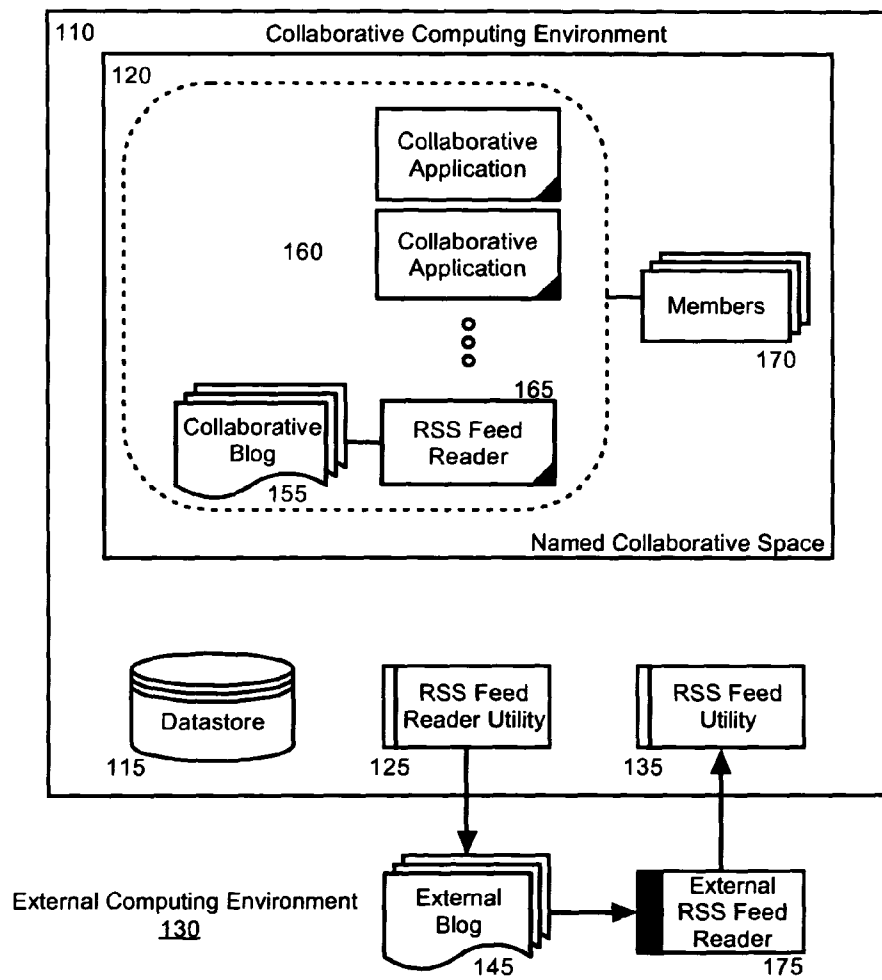 110
Collaborative Computing Environment
120
Collaborative
Application
160
Collaborative
Application
Members
170
165
Collaborative
Blog
155
RSS Feed
Reader
Named Collaborative Space
Datastore
115
RSS Feed
Reader Utility
125
RSS Feed
Utility
135
External Computing Environment
130
External
Blog
145
External
RSS Feed
Reader
175